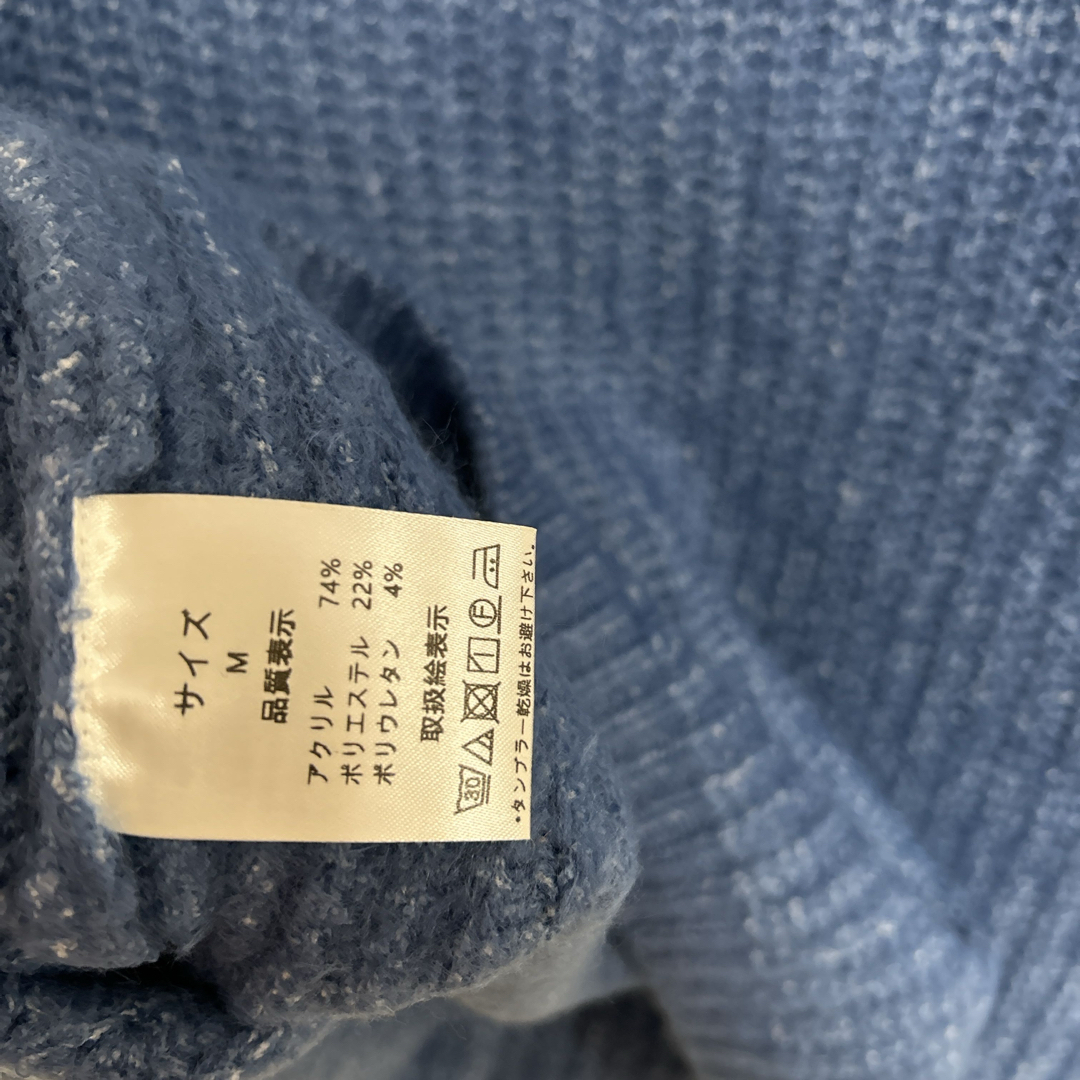 サイズ
M
品質表示
アクリル 74%
ポリエステル 22%
ポリウレタン 4%
取扱絵表示
30 F
・タンブラー乾燥はお避け下さい。